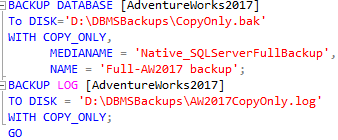 BACKUP DATABASE [AdventureWorks2017]
To DISK='D:\DBMSBackups\CopyOnly.bak'
WITH COPY_ONLY,
MEDIANAME = 'Native_SQLServerFullBackup',
NAME = 'Full-AW2017 backup';
BACKUP LOG [AdventureWorks2017]
TO DISK = 'D:\DBMSBackups\AW2017CopyOnly.log'
WITH COPY_ONLY;
GO